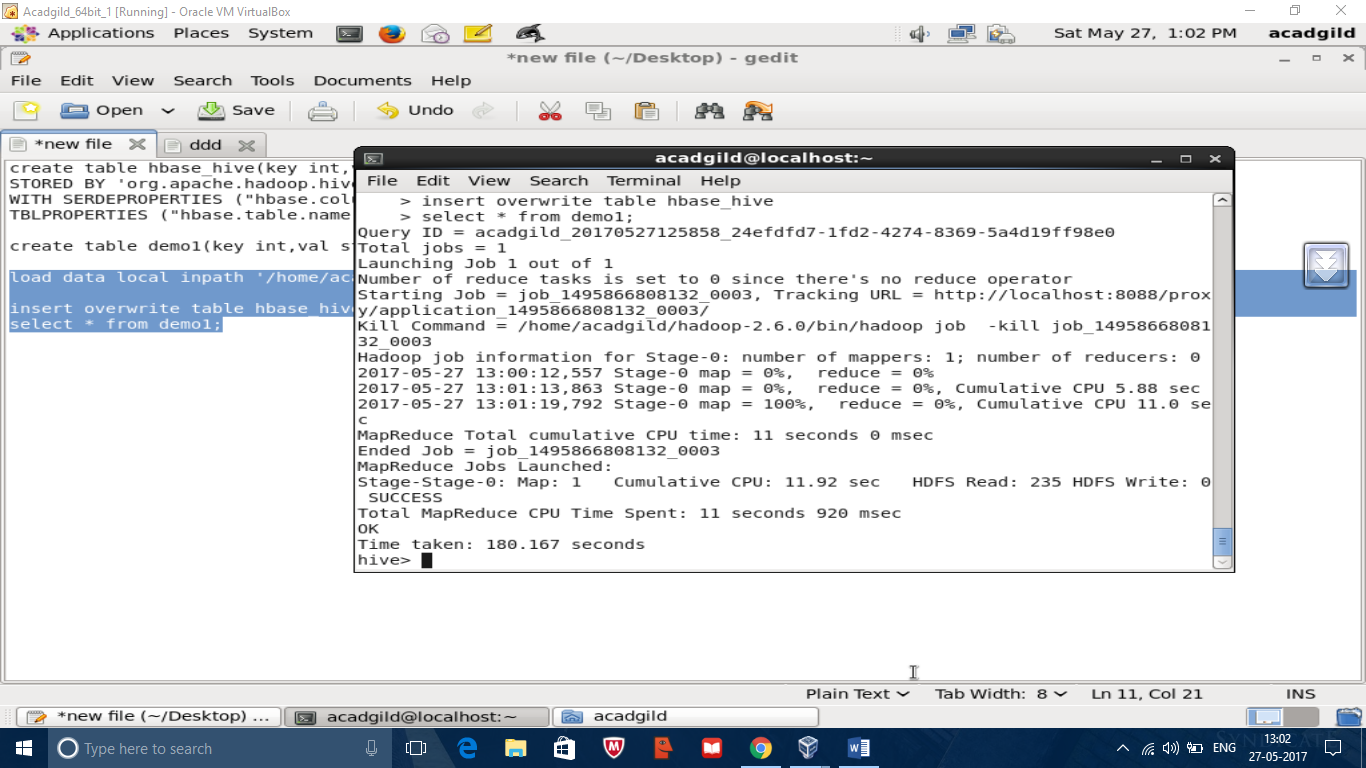 Acadgild_64bit_1 [Running] - Oracle VM VirtualBox
Applications Places System Sat May 27, 1:02 PM acadgild
*new file (~/Desktop) - gedit
File Edit View Search Tools Documents Help
Open Save Undo
*new file ddd
create table hbase_hive(key int,
STORED BY 'org.apache.hadoop.hiv
WITH SERDEPROPERTIES ("hbase.col
TBLPROPERTIES ("hbase.table.name
create table demo1(key int,val s
load data local inpath '/home/ac
insert overwrite table hbase_hiv
select * from demo1;
acadgild@localhost:~
File Edit View Search Terminal Help
> insert overwrite table hbase_hive
> select * from demo1;
Query ID = acadgild_20170527125858_24efdfd7-1fd2-4274-8369-5a4d19ff98e0
Total jobs = 1
Launching Job 1 out of 1
Number of reduce tasks is set to 0 since there's no reduce operator
Starting Job = job_1495866808132_0003, Tracking URL = http://localhost:8088/prox
y/application_1495866808132_0003/
Kill Command = /home/acadgild/hadoop-2.6.0/bin/hadoop job  -kill job_14958668081
32_0003
Hadoop job information for Stage-0: number of mappers: 1; number of reducers: 0
2017-05-27 13:00:12,557 Stage-0 map = 0%,  reduce = 0%
2017-05-27 13:01:13,863 Stage-0 map = 0%,  reduce = 0%, Cumulative CPU 5.88 sec
2017-05-27 13:01:19,792 Stage-0 map = 100%,  reduce = 0%, Cumulative CPU 11.0 se
c
MapReduce Total cumulative CPU time: 11 seconds 0 msec
Ended Job = job_1495866808132_0003
MapReduce Jobs Launched:
Stage-Stage-0: Map: 1   Cumulative CPU: 11.92 sec   HDFS Read: 235 HDFS Write: 0
SUCCESS
Total MapReduce CPU Time Spent: 11 seconds 920 msec
OK
Time taken: 180.167 seconds
hive>
Plain Text Tab Width: 8 Ln 11, Col 21 INS
*new file (~/Desktop) ... acadgild@localhost:~ acadgild
Type here to search ENG 13:02
27-05-2017